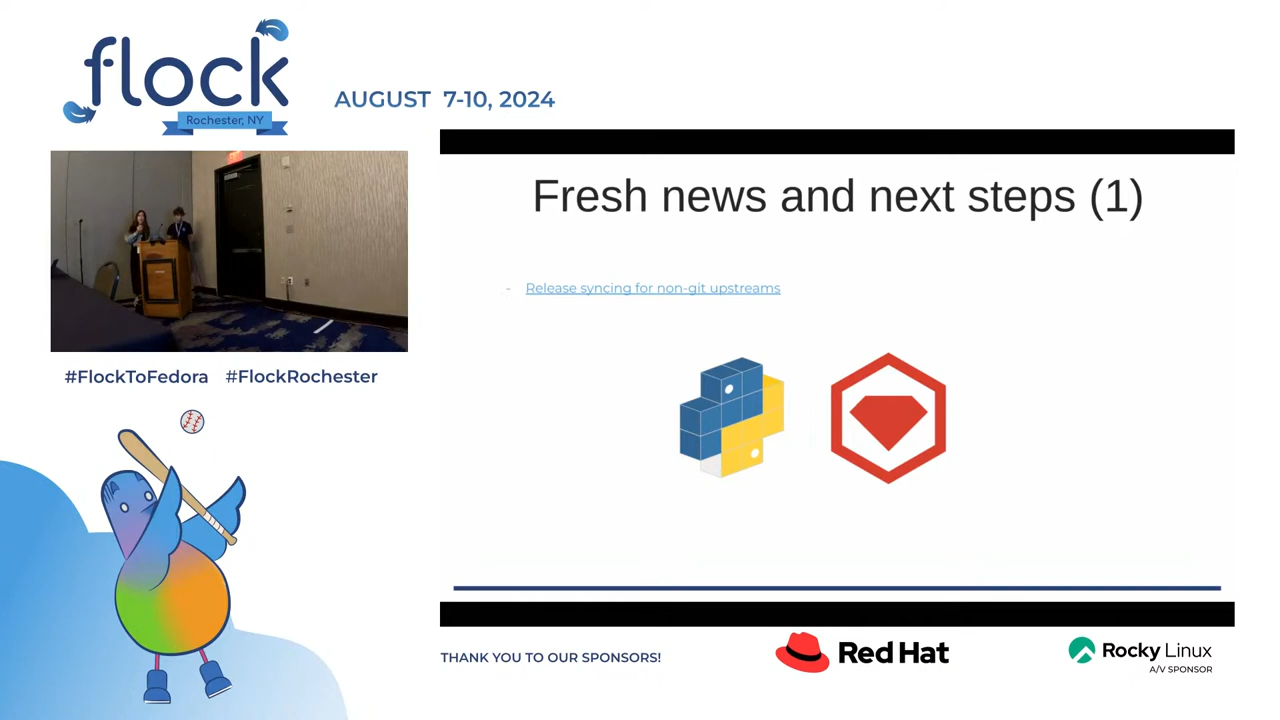 flock
Rochester, NY
AUGUST 7-10, 2024
Fresh news and next steps (1)
- Release syncing for non-git upstreams
#FlockToFedora #FlockRochester
THANK YOU TO OUR SPONSORS!
Red Hat
Rocky Linux
A/V SPONSOR